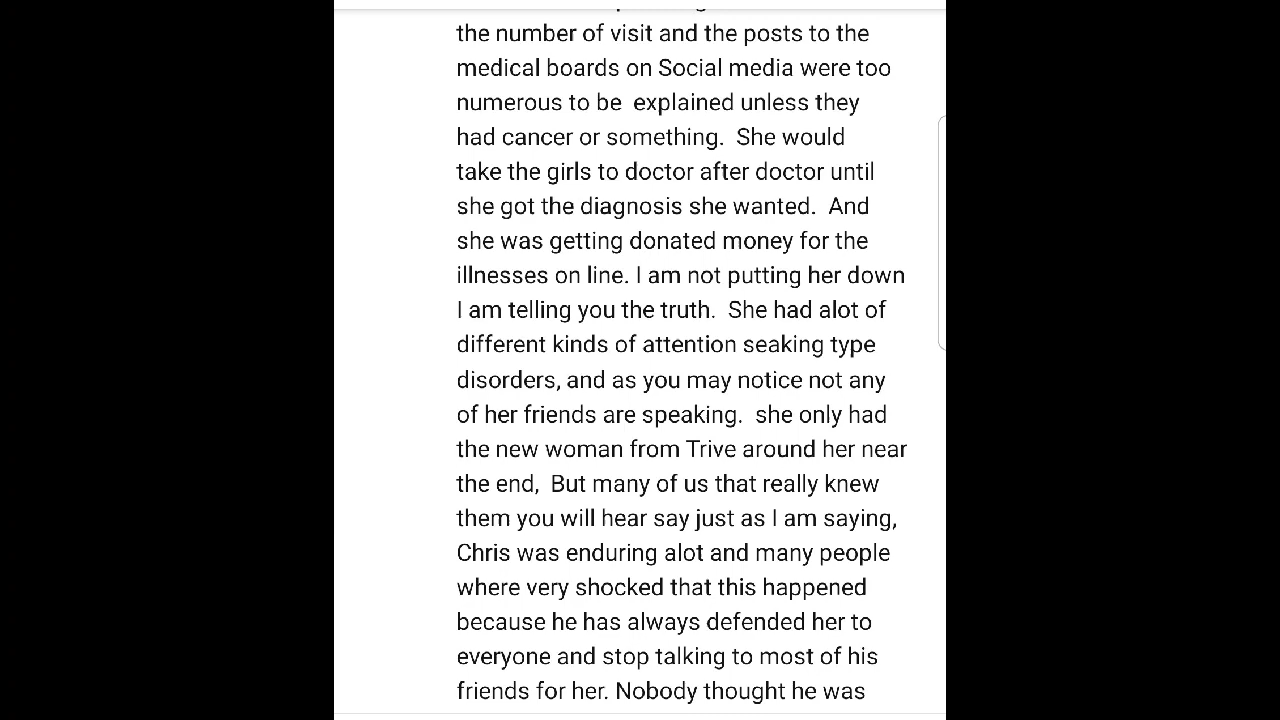 the number of visit and the posts to the
medical boards on Social media were too
numerous to be  explained unless they
had cancer or something.  She would
take the girls to doctor after doctor until
she got the diagnosis she wanted.  And
she was getting donated money for the
illnesses on line. I am not putting her down
I am telling you the truth.  She had alot of
different kinds of attention seaking type
disorders, and as you may notice not any
of her friends are speaking.  she only had
the new woman from Trive around her near
the end,  But many of us that really knew
them you will hear say just as I am saying,
Chris was enduring alot and many people
where very shocked that this happened
because he has always defended her to
everyone and stop talking to most of his
friends for her. Nobody thought he was